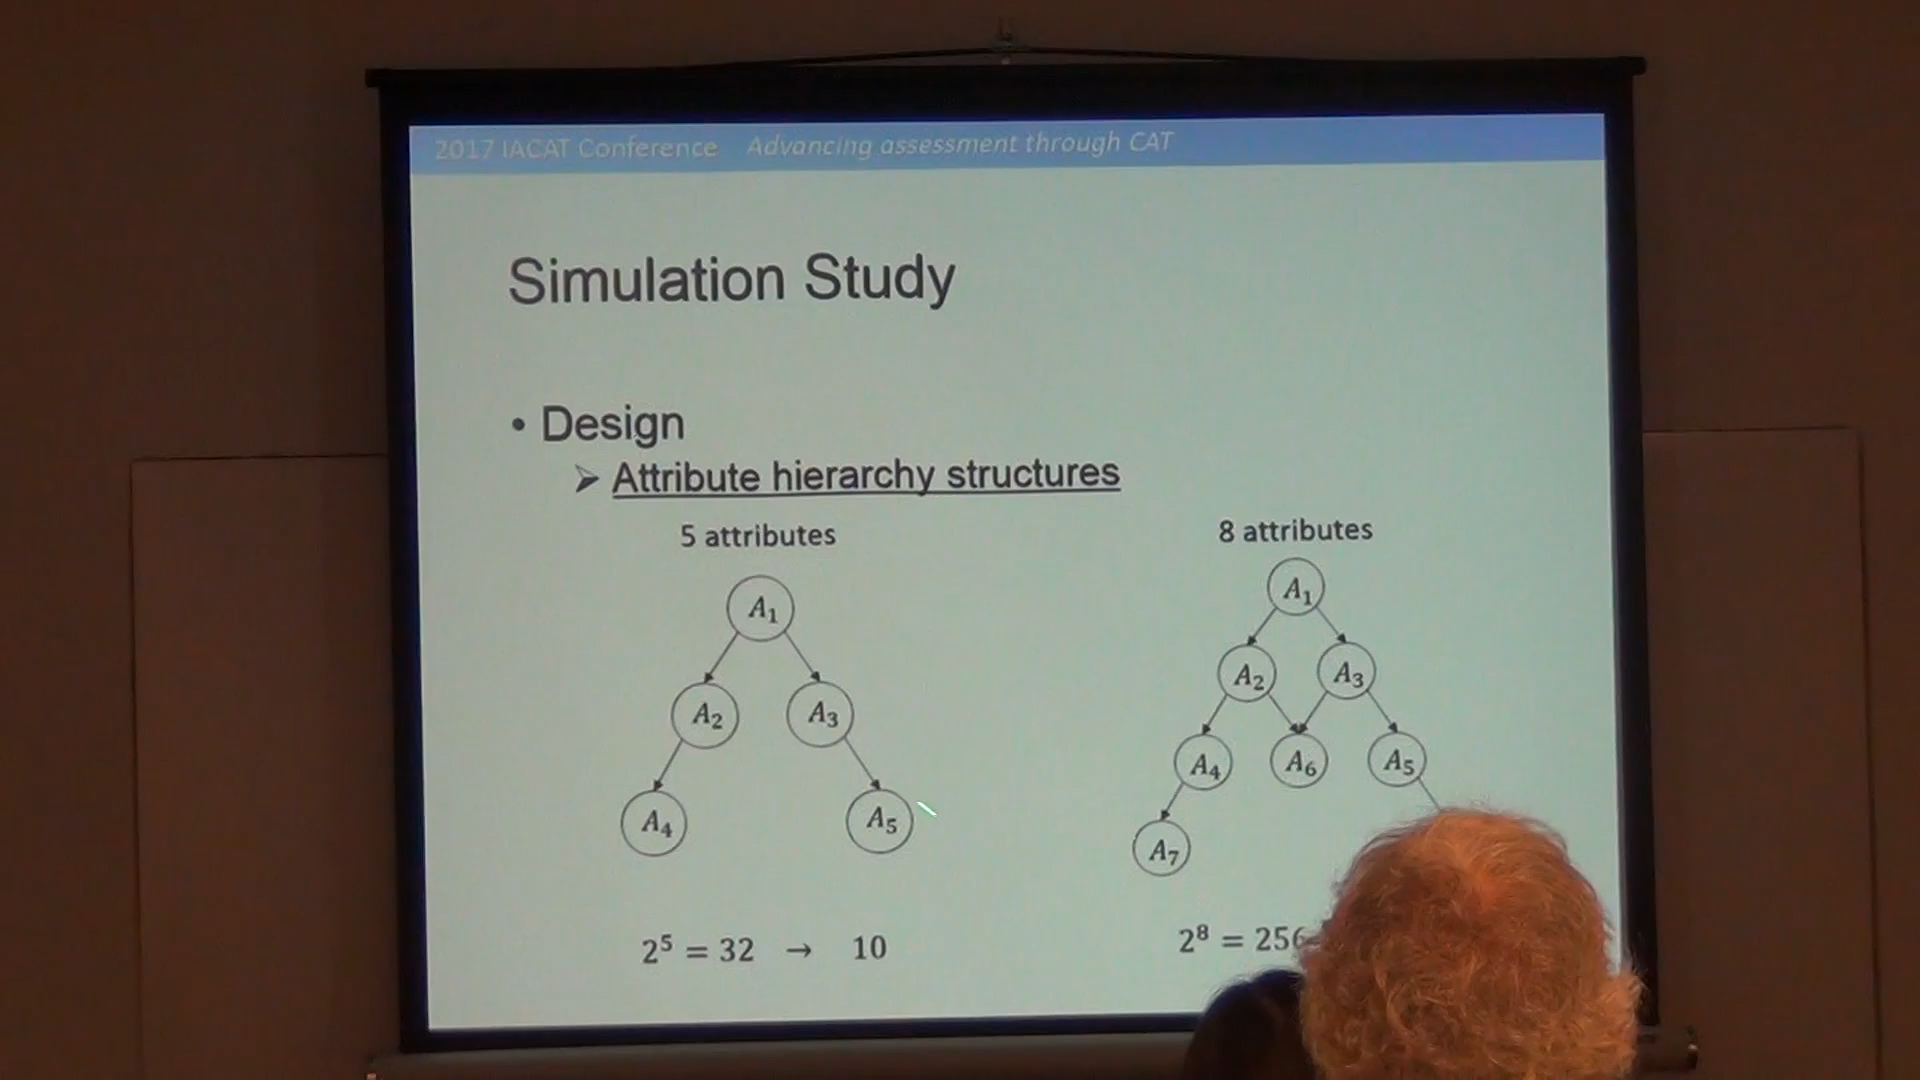 2017 IACAT Conference Advancing assessment through CAT
Simulation Study
• Design
➢ Attribute hierarchy structures
5 attributes
8 attributes
A₁
A₂ A₃
A₄ A₅
A₁
A₂ A₃
A₄ A₆ A₅
A₇
2⁵ = 32 → 10
2⁸ = 256